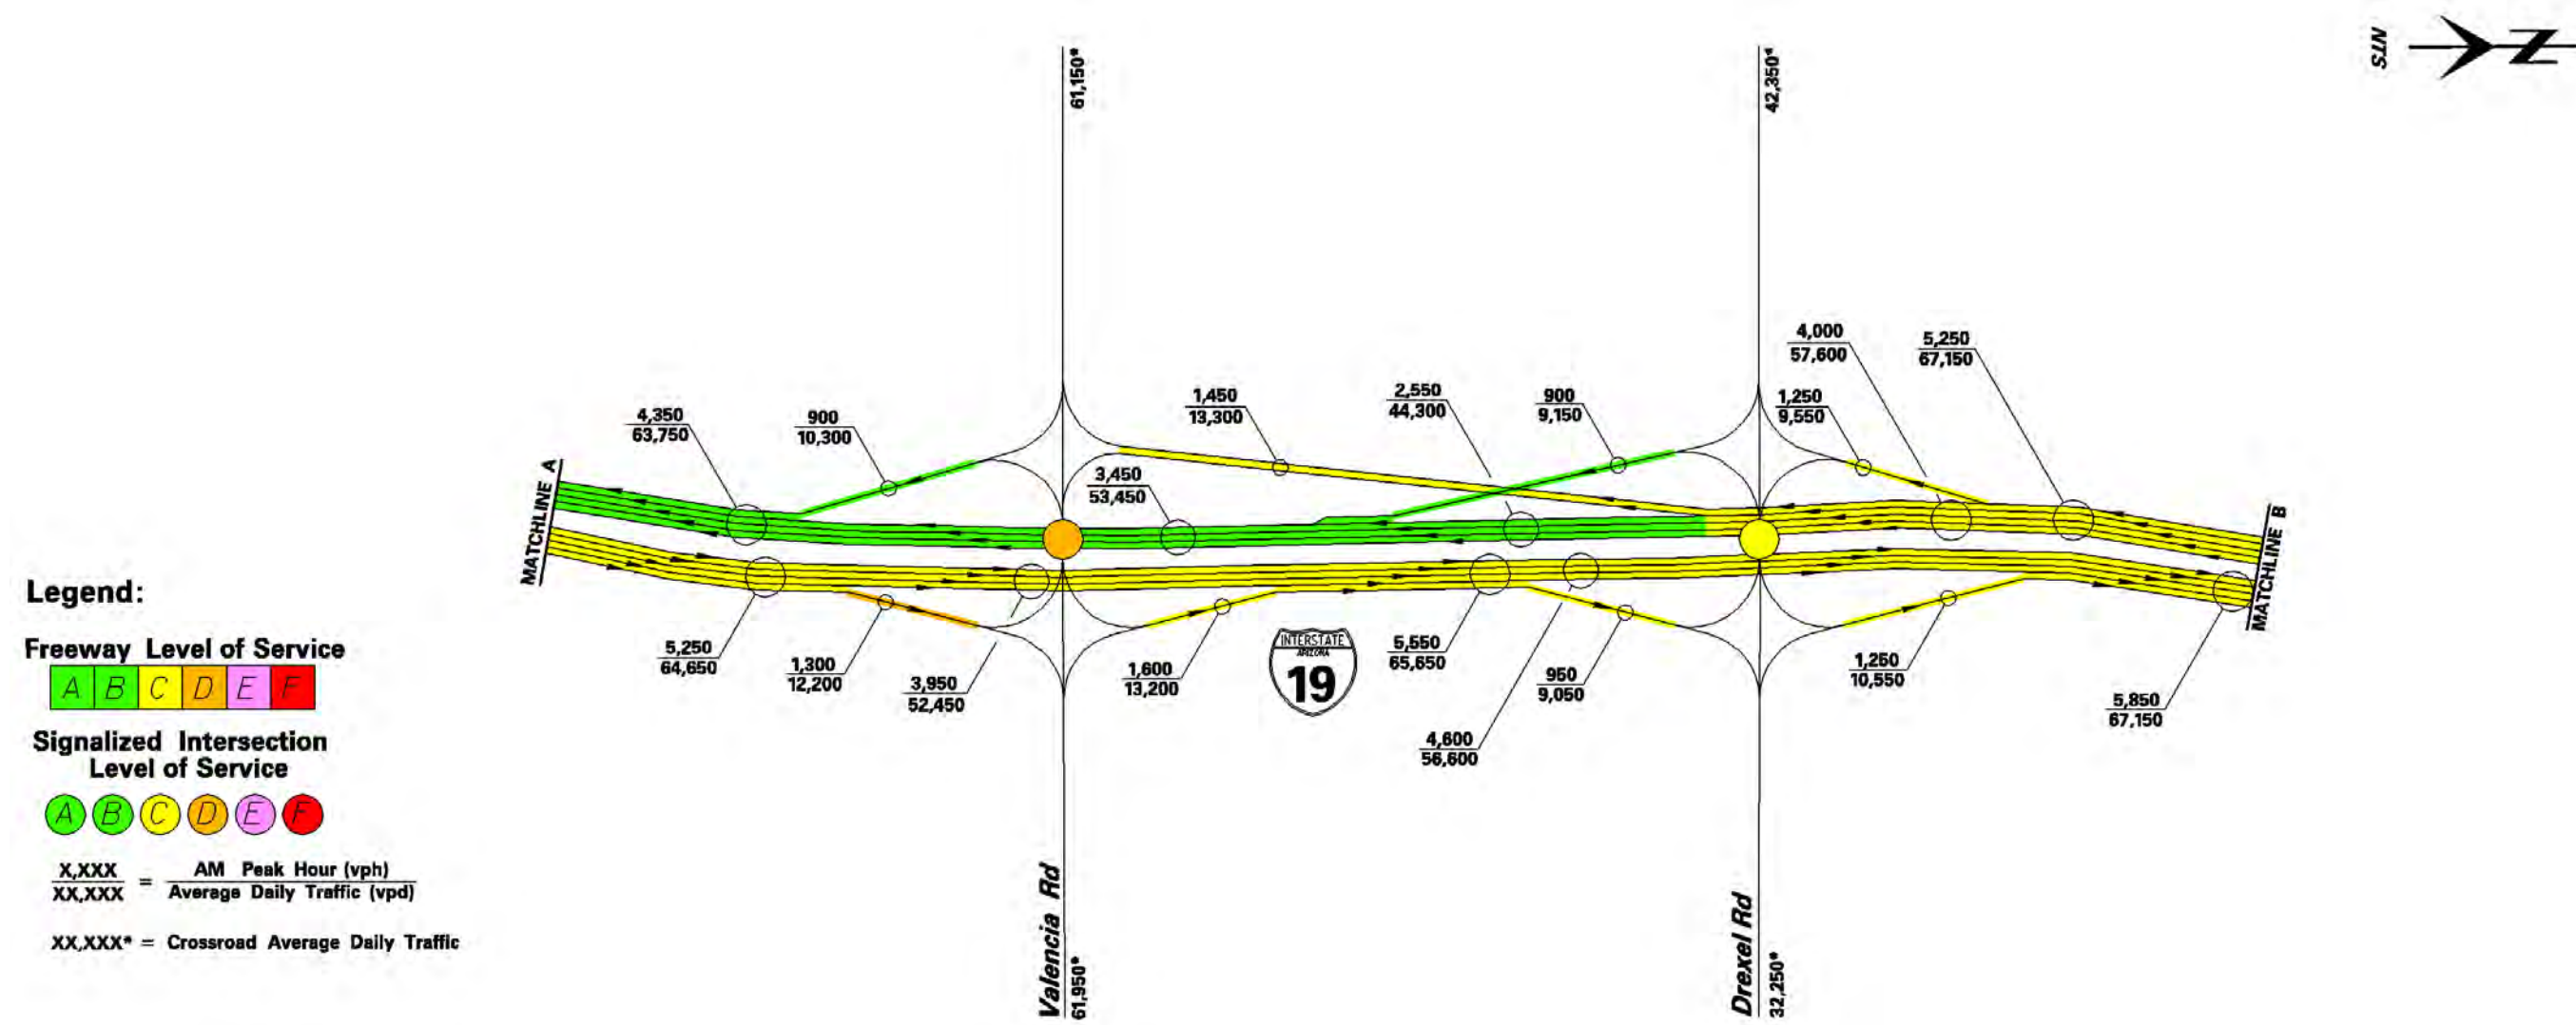 NTS
N
61,150*
42,350*
4,000
57,600
5,250
67,150
4,350
63,750
900
10,300
1,450
13,300
2,550
44,300
900
9,150
1,250
9,550
3,450
53,450
MATCHLINE A
MATCHLINE B
5,250
64,650
1,300
12,200
3,950
52,450
1,600
13,200
INTERSTATE
ARIZONA
19
5,550
65,650
4,600
56,600
950
9,050
1,250
10,550
5,850
67,150
Valencia Rd
61,950*
Drexel Rd
32,250*
Legend:
Freeway Level of Service
A B C D E F
Signalized Intersection
Level of Service
A B C D E F
X,XXX = AM Peak Hour (vph)
XX,XXX Average Daily Traffic (vpd)
XX,XXX* = Crossroad Average Daily Traffic